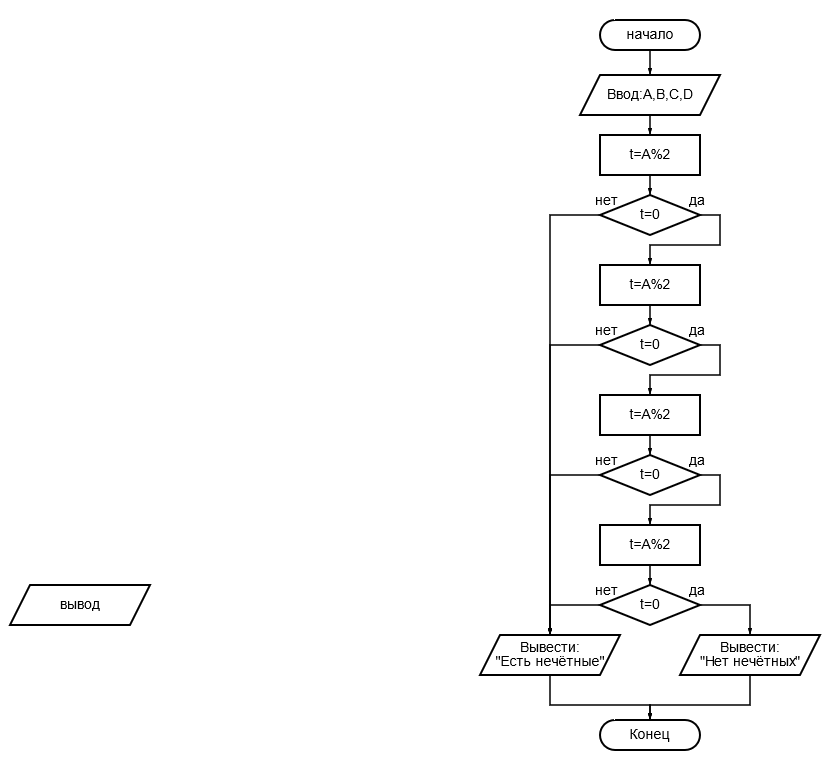 начало
Ввод:A,B,C,D
t=A%2
нет
да
t=0
t=A%2
нет
да
t=0
t=A%2
нет
да
t=0
t=A%2
нет
да
t=0
вывод
Вывести:
"Есть нечётные"
Вывести:
"Нет нечётных"
Конец